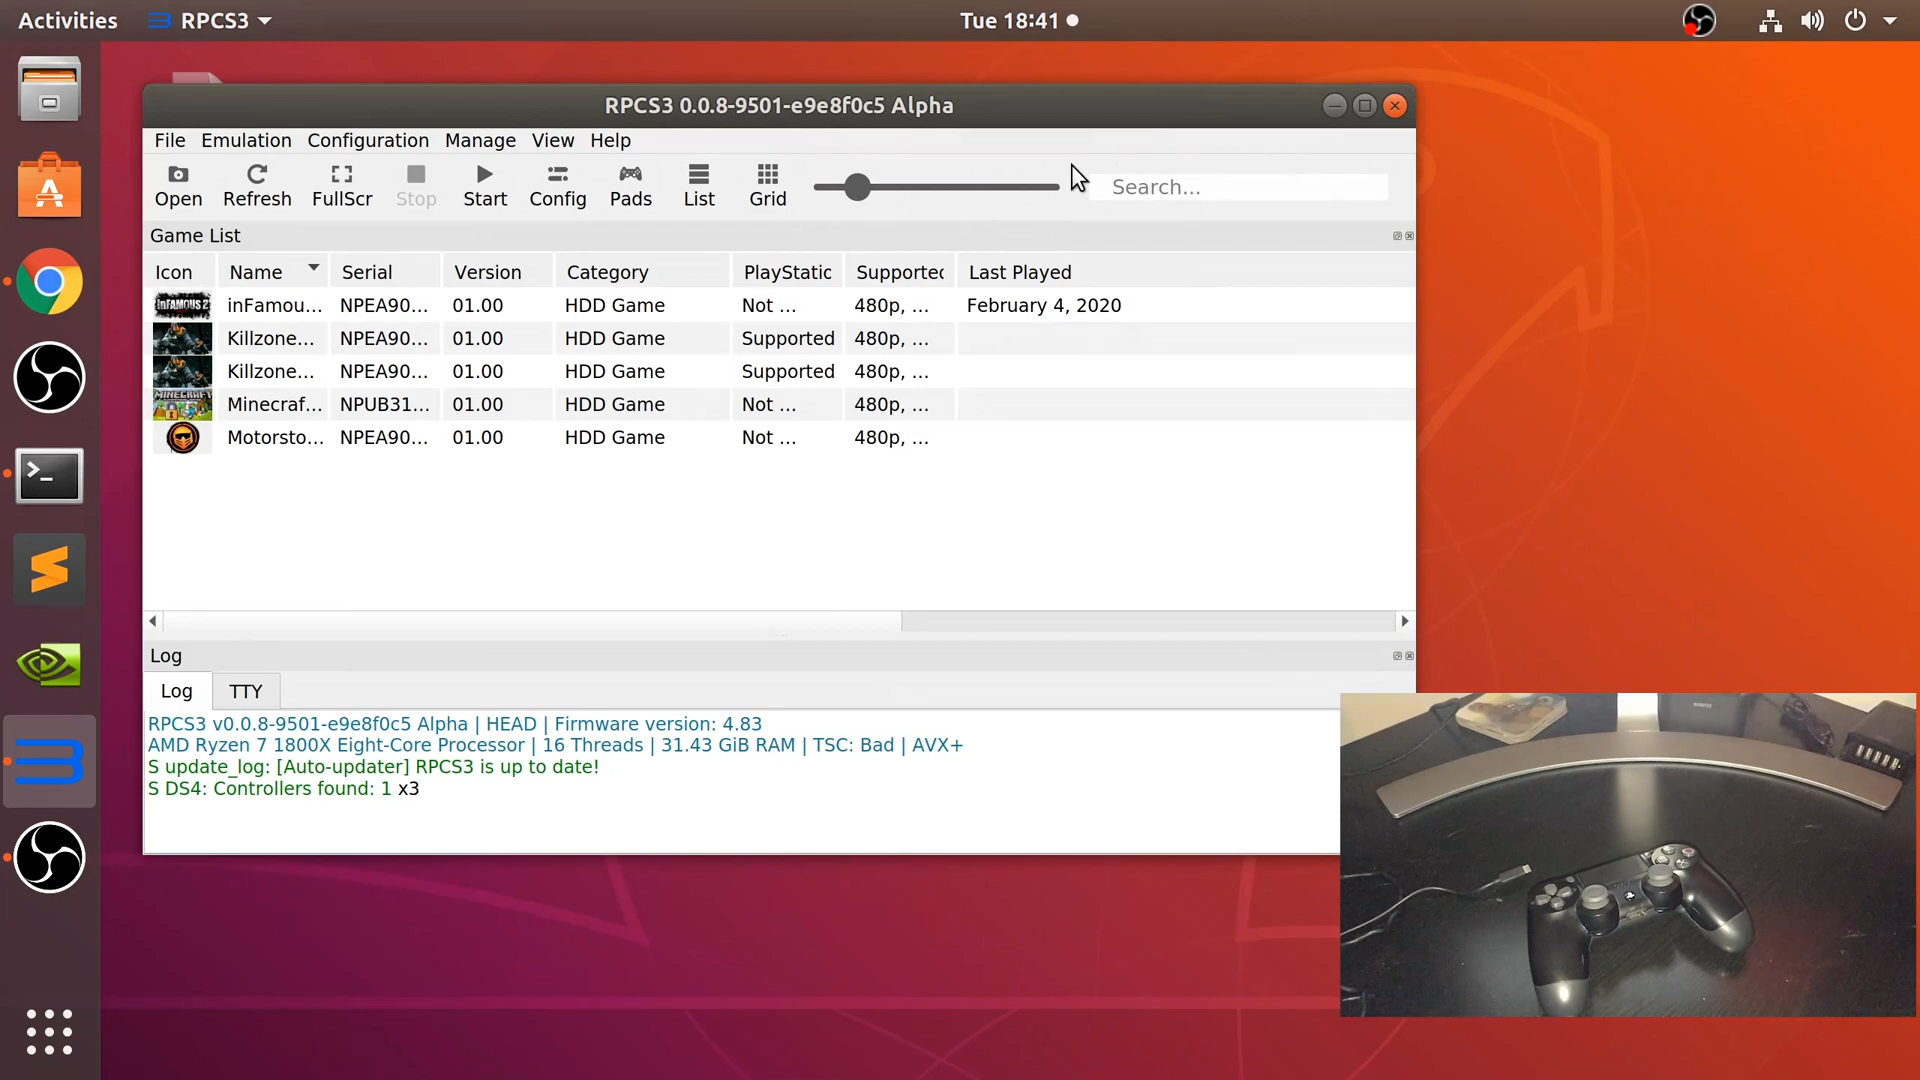 Activities RPCS3 Tue 18:41
RPCS3 0.0.8-9501-e9e8f0c5 Alpha
File Emulation Configuration Manage View Help
Open Refresh FullScr Stop Start Config Pads List Grid Search...
Game List
Icon Name Serial Version Category PlayStatic Supported Last Played
inFAMOUS 2 inFamou... NPEA90... 01.00 HDD Game Not ... 480p, ... February 4, 2020
Killzone... NPEA90... 01.00 HDD Game Supported 480p, ...
Killzone... NPEA90... 01.00 HDD Game Supported 480p, ...
MINECRAFT Minecraf... NPUB31... 01.00 HDD Game Not ... 480p, ...
Motorsto... NPEA90... 01.00 HDD Game Not ... 480p, ...
Log
Log TTY
RPCS3 v0.0.8-9501-e9e8f0c5 Alpha | HEAD | Firmware version: 4.83
AMD Ryzen 7 1800X Eight-Core Processor | 16 Threads | 31.43 GiB RAM | TSC: Bad | AVX+
S update_log: [Auto-updater] RPCS3 is up to date!
S DS4: Controllers found: 1 x3